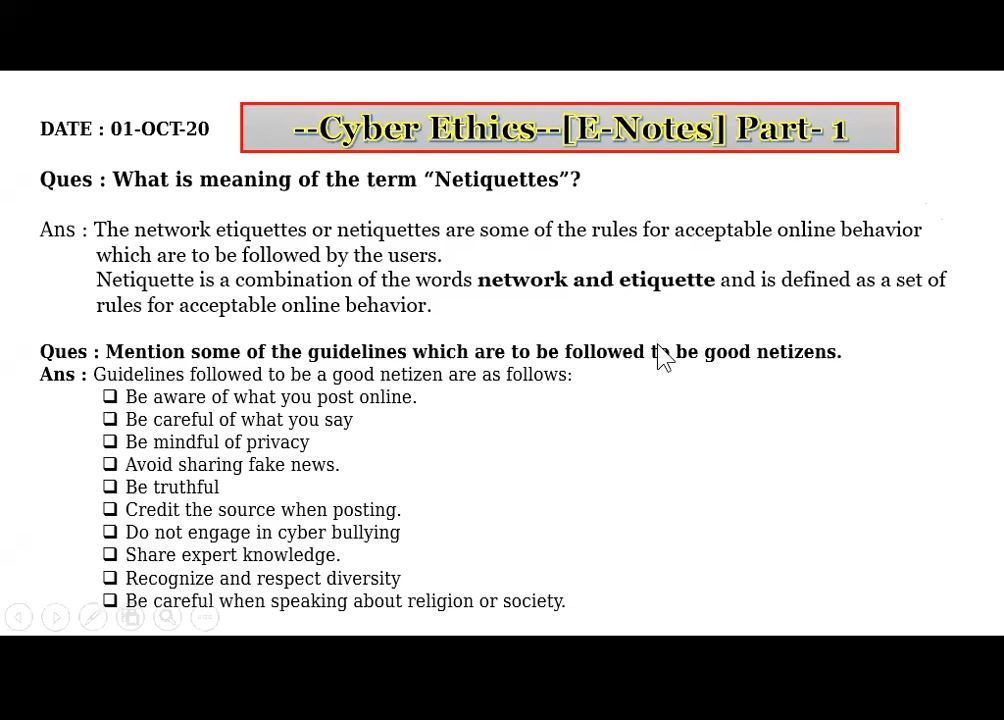 DATE : 01-OCT-20
--Cyber Ethics--[E-Notes] Part- 1
Ques : What is meaning of the term “Netiquettes”?
Ans : The network etiquettes or netiquettes are some of the rules for acceptable online behavior
which are to be followed by the users.
Netiquette is a combination of the words network and etiquette and is defined as a set of
rules for acceptable online behavior.
Ques : Mention some of the guidelines which are to be followed to be good netizens.
Ans : Guidelines followed to be a good netizen are as follows:
❑ Be aware of what you post online.
❑ Be careful of what you say
❑ Be mindful of privacy
❑ Avoid sharing fake news.
❑ Be truthful
❑ Credit the source when posting.
❑ Do not engage in cyber bullying
❑ Share expert knowledge.
❑ Recognize and respect diversity
❑ Be careful when speaking about religion or society.